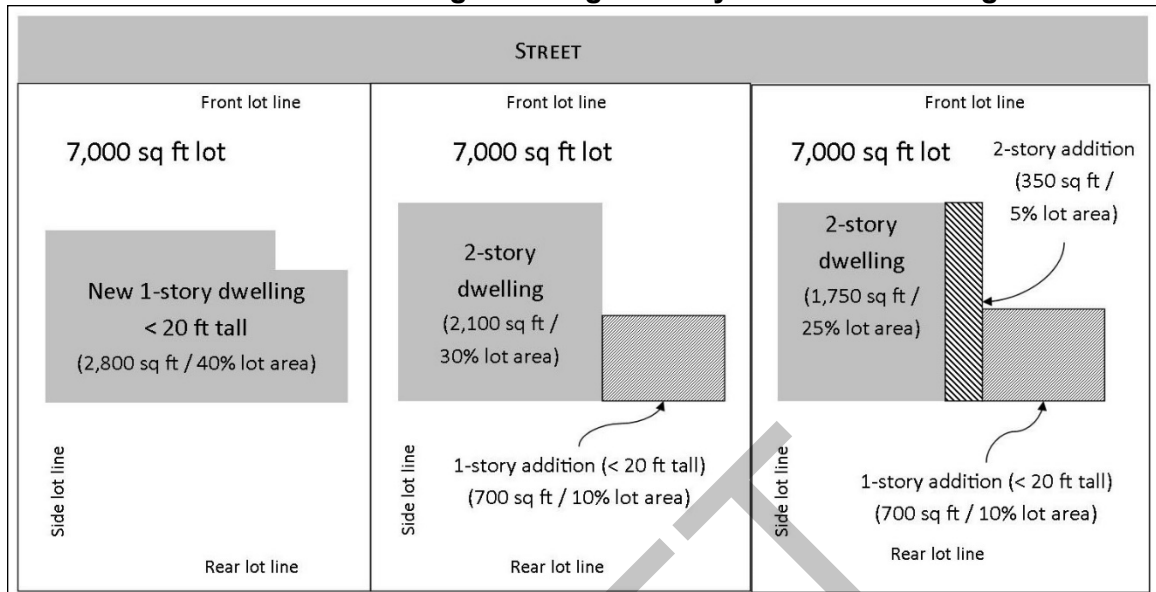 STREET
Front lot line
7,000 sq ft lot
New 1-story dwelling
< 20 ft tall
(2,800 sq ft / 40% lot area)
Side lot line
Rear lot line
Front lot line
7,000 sq ft lot
2-story
dwelling
(2,100 sq ft /
30% lot area)
1-story addition (< 20 ft tall)
(700 sq ft / 10% lot area)
Side lot line
Rear lot line
Front lot line
7,000 sq ft lot
2-story addition
(350 sq ft /
5% lot area)
2-story
dwelling
(1,750 sq ft /
25% lot area)
1-story addition (< 20 ft tall)
(700 sq ft / 10% lot area)
Side lot line
Rear lot line